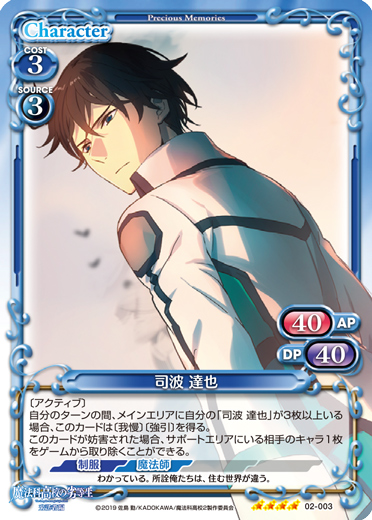 Precious Memories
Character
COST
3
SOURCE
3
40 AP
DP 40
司波 達也
［アクティブ］
自分のターンの間、メインエリアに自分の「司波 達也」が3枚以上いる
場合、このカードは［我慢］［強引］を得る。
このカードが妨害された場合、サポートエリアにいる相手のキャラ1枚
をゲームから取り除くことができる。
制服 魔法師
わかっている。所詮俺たちは、住む世界が違う。
魔法科高校の劣等生
02-003
©2019 佐島 勤/KADOKAWA/魔法科高校2製作委員会